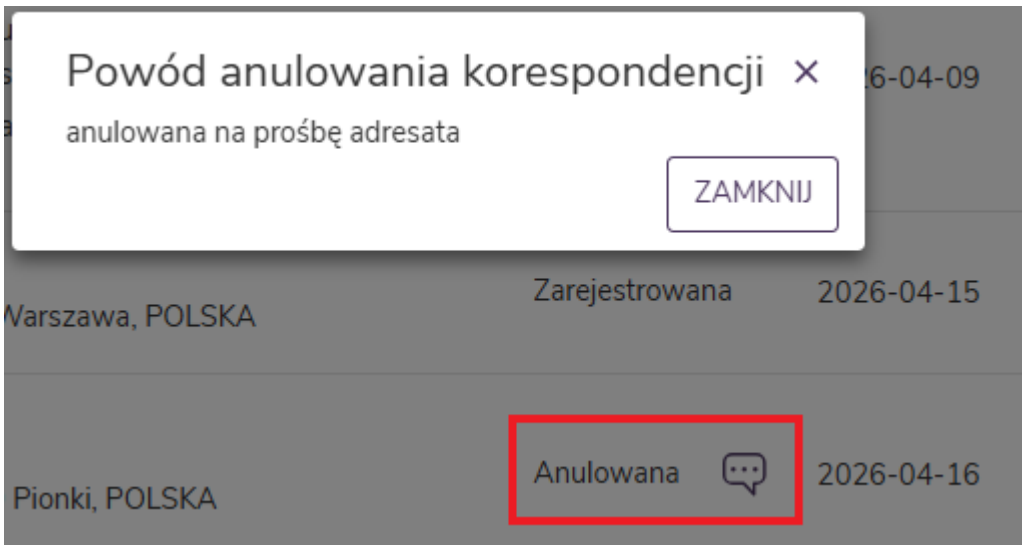 Powód anulowania korespondencji ×
6-04-09
anulowana na prośbę adresata
ZAMKNIJ
Zarejestrowana 2026-04-15
Warszawa, POLSKA
Anulowana 2026-04-16
Pionki, POLSKA